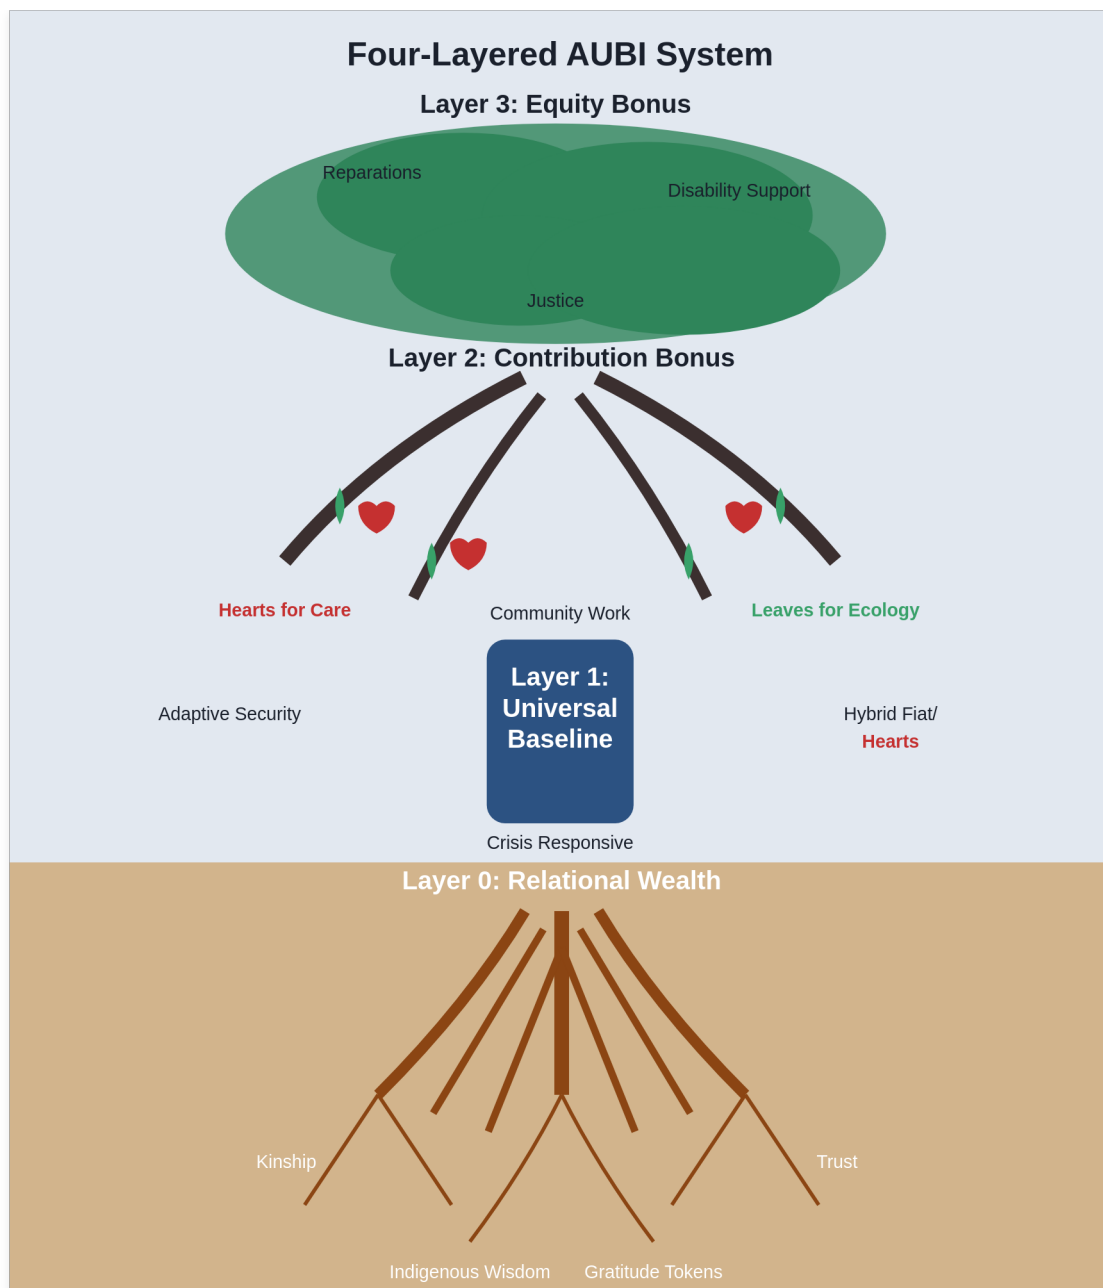 Four-Layered AUBI System
Layer 3: Equity Bonus
Reparations
Disability Support
Justice
Layer 2: Contribution Bonus
Hearts for Care
Community Work
Leaves for Ecology
Layer 1:
Universal
Baseline
Adaptive Security
Hybrid Fiat/
Hearts
Crisis Responsive
Layer 0: Relational Wealth
Kinship
Trust
Indigenous Wisdom
Gratitude Tokens